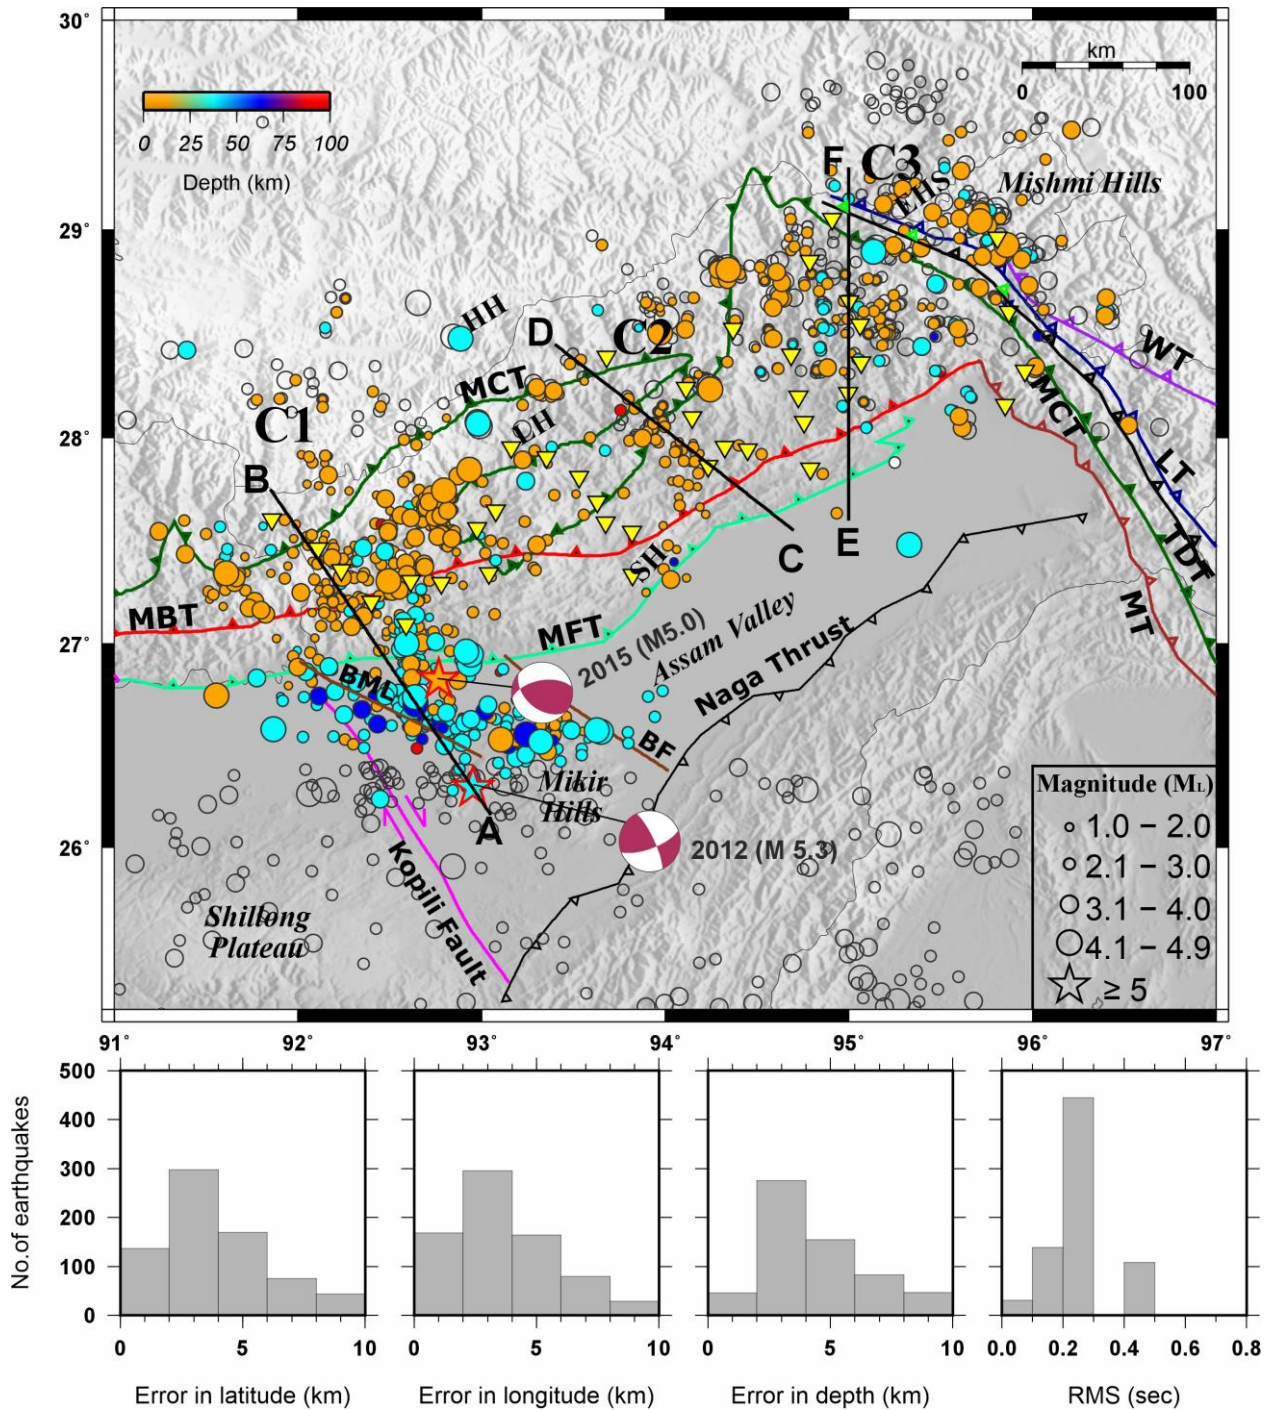 30°
29°
28°
27°
26°
91°
92°
93°
94°
95°
96°
97°
km
0
100
0
25
50
75
100
Depth (km)
F
C3
EHS
Mishmi Hills
HH
D
C2
MCT
WT
C1
LH
MCT
B
LT
E
C
TDT
SH
MBT
MFT
2015 (M5.0)
Assam Valley
MT
BML
Naga Thrust
BF
Mikir
Hills
A
2012 (M 5.3)
Kopili Fault
Shillong
Plateau
Magnitude (ML)
1.0 – 2.0
2.1 – 3.0
3.1 – 4.0
4.1 – 4.9
≥ 5
No.of earthquakes
500
400
300
200
100
0
0
5
10
Error in latitude (km)
0
5
10
Error in longitude (km)
0
5
10
Error in depth (km)
0.0
0.2
0.4
0.6
0.8
RMS (sec)